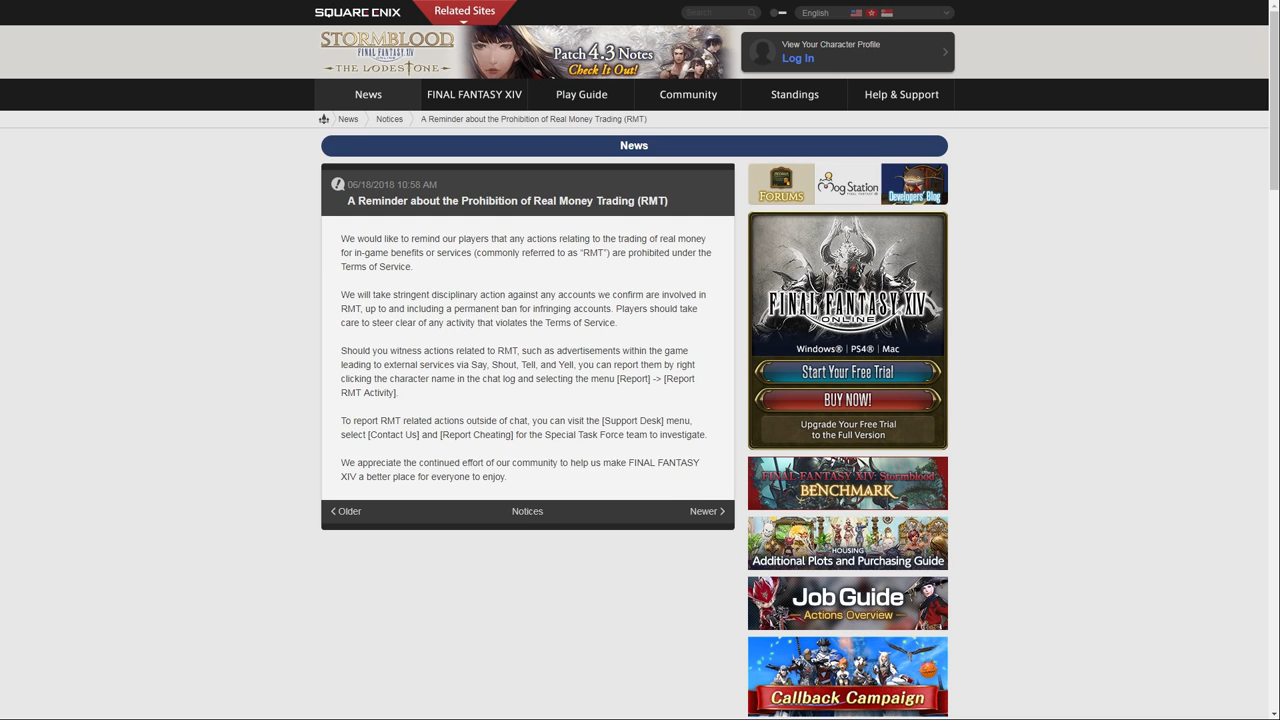 SQUARE ENIX
Related Sites
Search
English
STORMBLOOD
FINAL FANTASY XIV
THE LODESTONE
Patch 4.3 Notes
Check It Out!
View Your Character Profile
Log In
News
FINAL FANTASY XIV
Play Guide
Community
Standings
Help & Support
News
Notices
A Reminder about the Prohibition of Real Money Trading (RMT)
News
06/18/2018 10:58 AM
A Reminder about the Prohibition of Real Money Trading (RMT)
We would like to remind our players that any actions relating to the trading of real money
for in-game benefits or services (commonly referred to as “RMT”) are prohibited under the
Terms of Service.
We will take stringent disciplinary action against any accounts we confirm are involved in
RMT, up to and including a permanent ban for infringing accounts. Players should take
care to steer clear of any activity that violates the Terms of Service.
Should you witness actions related to RMT, such as advertisements within the game
leading to external services via Say, Shout, Tell, and Yell, you can report them by right
clicking the character name in the chat log and selecting the menu [Report] -> [Report
RMT Activity].
To report RMT related actions outside of chat, you can visit the [Support Desk] menu,
select [Contact Us] and [Report Cheating] for the Special Task Force team to investigate.
We appreciate the continued effort of our community to help us make FINAL FANTASY
XIV a better place for everyone to enjoy.
Older
Notices
Newer
FORUMS
Mog Station
Developers' Blog
FINAL FANTASY XIV
ONLINE
Windows® | PS4® | Mac
Start Your Free Trial
BUY NOW!
Upgrade Your Free Trial
to the Full Version
FINAL FANTASY XIV: Stormblood
BENCHMARK
HOUSING
Additional Plots and Purchasing Guide
Job Guide
Actions Overview
Callback Campaign